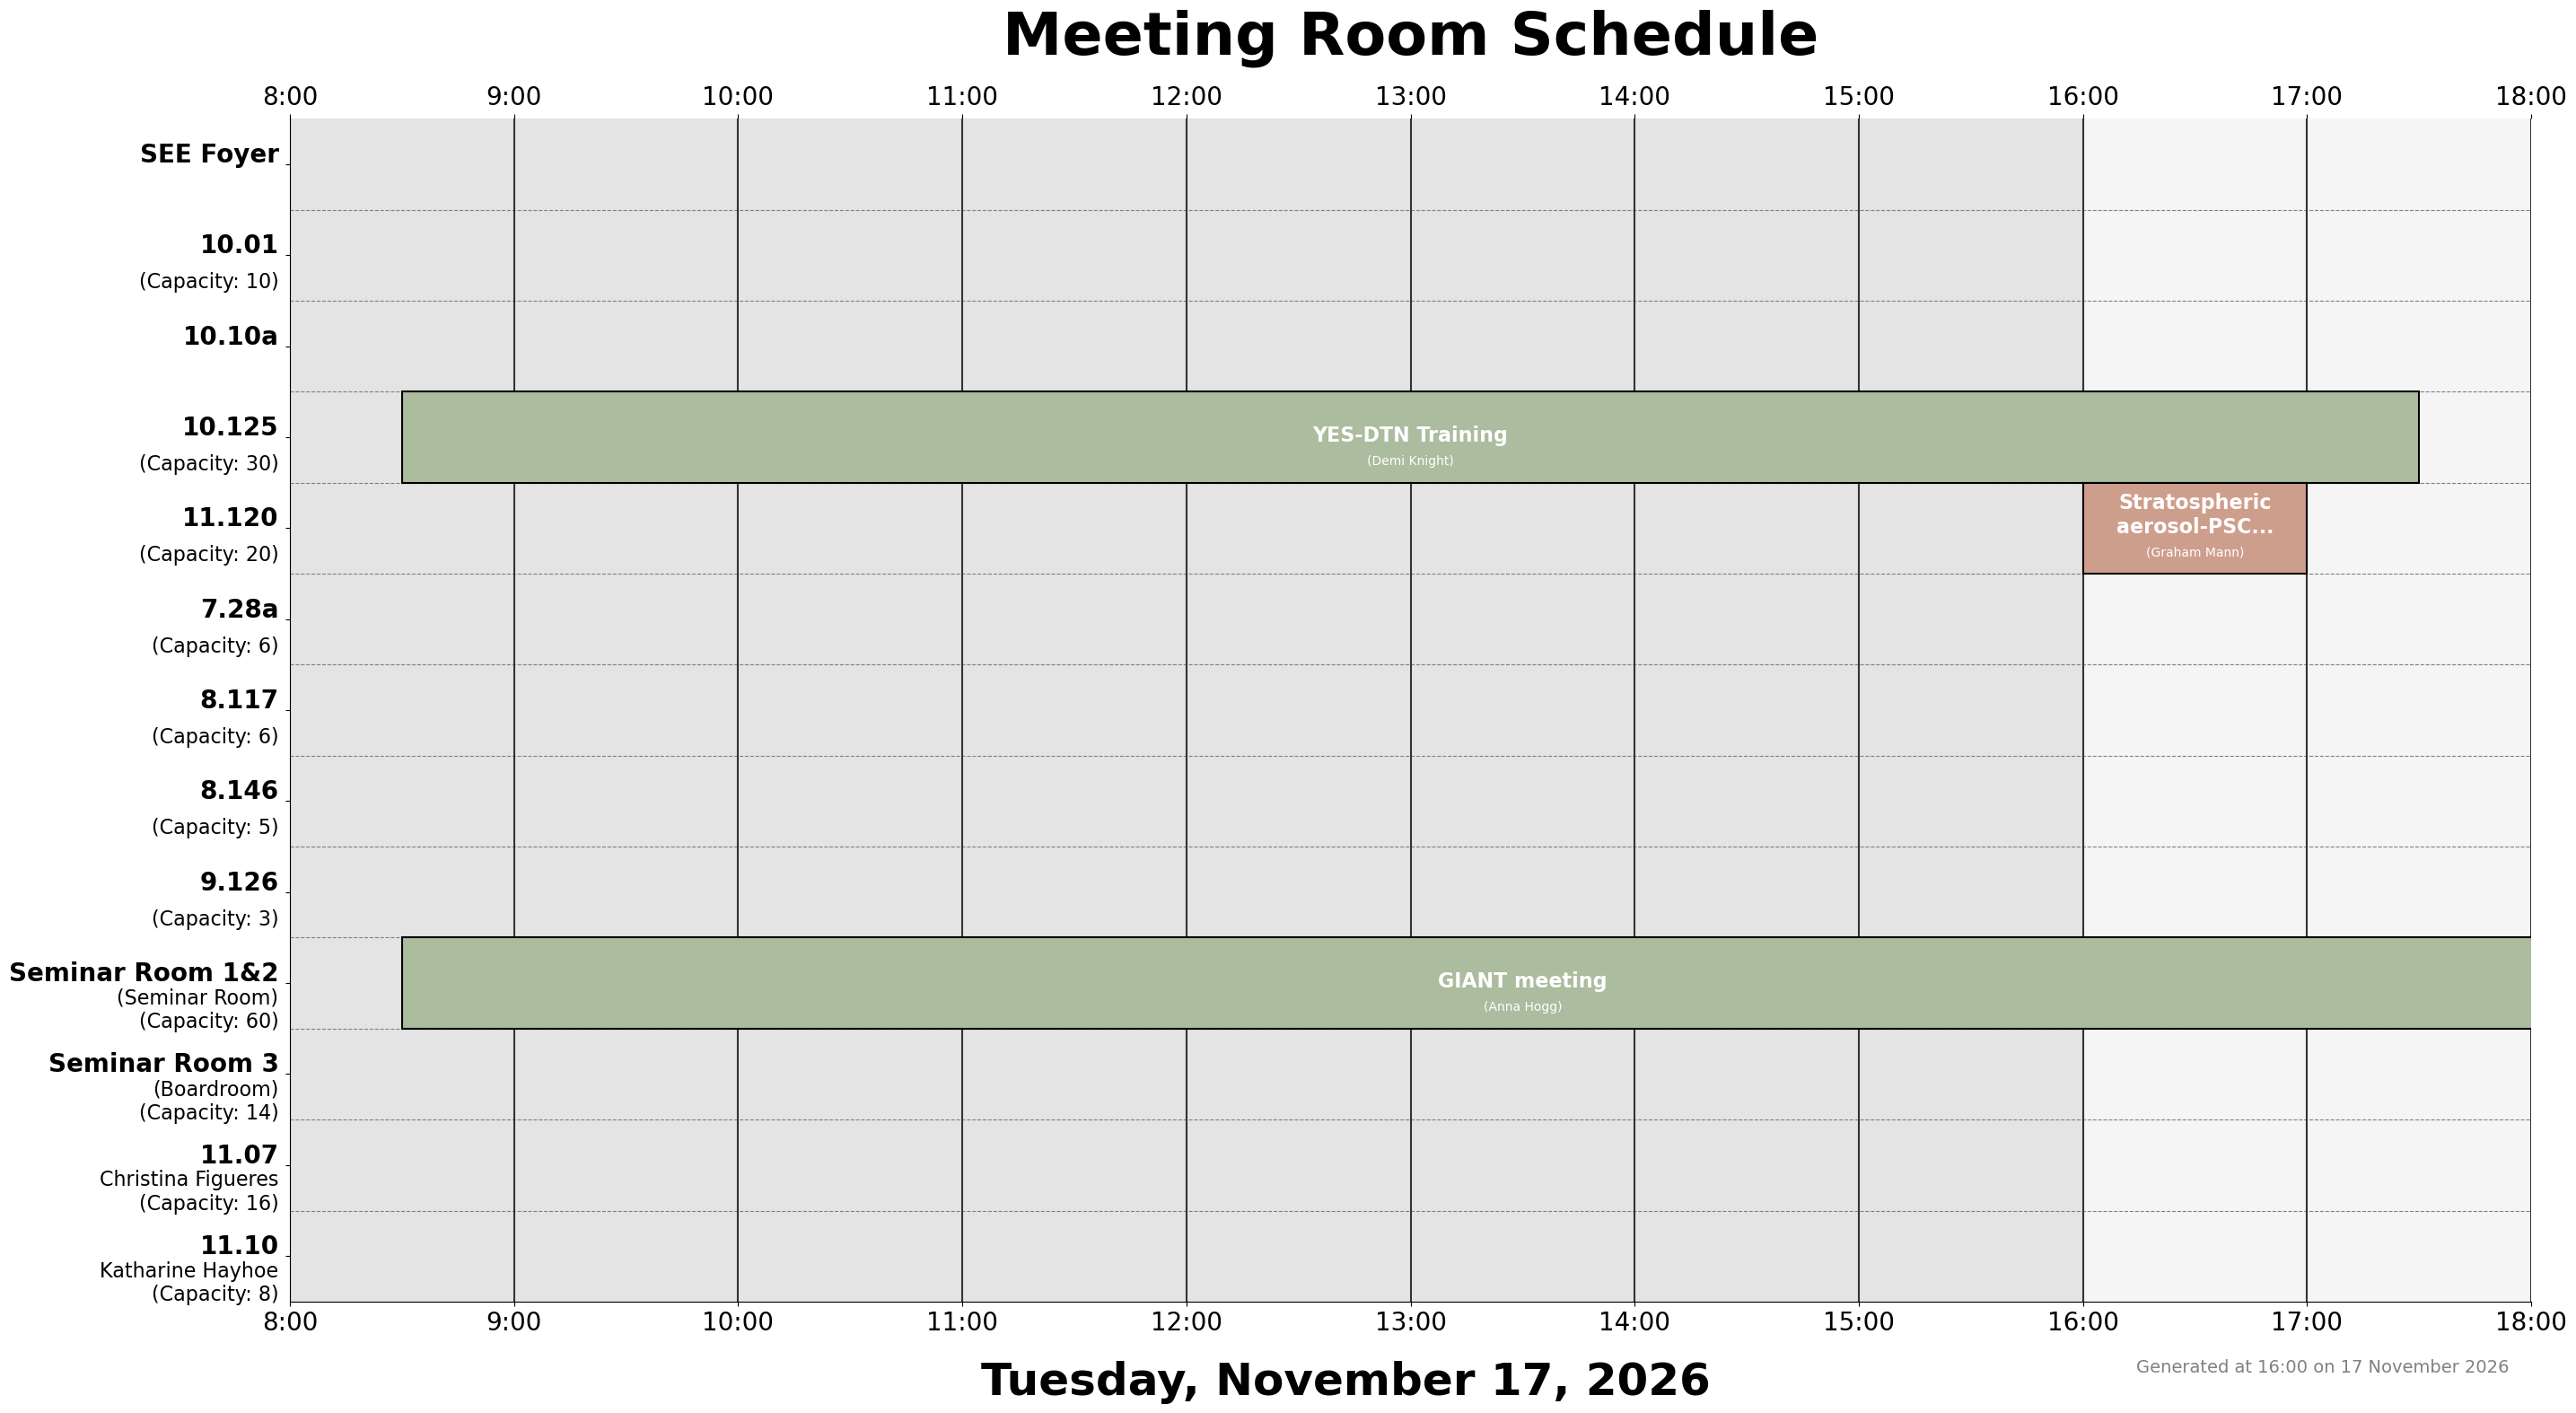 Meeting Room Schedule
8:00 9:00 10:00 11:00 12:00 13:00 14:00 15:00 16:00 17:00 18:00
SEE Foyer
10.01
(Capacity: 10)
10.10a
10.125
(Capacity: 30)
YES-DTN Training
(Demi Knight)
11.120
(Capacity: 20)
Stratospheric
aerosol-PSC...
(Graham Mann)
7.28a
(Capacity: 6)
8.117
(Capacity: 6)
8.146
(Capacity: 5)
9.126
(Capacity: 3)
Seminar Room 1&2
(Seminar Room)
(Capacity: 60)
GIANT meeting
(Anna Hogg)
Seminar Room 3
(Boardroom)
(Capacity: 14)
11.07
Christina Figueres
(Capacity: 16)
11.10
Katharine Hayhoe
(Capacity: 8)
8:00 9:00 10:00 11:00 12:00 13:00 14:00 15:00 16:00 17:00 18:00
Tuesday, November 17, 2026
Generated at 16:00 on 17 November 2026